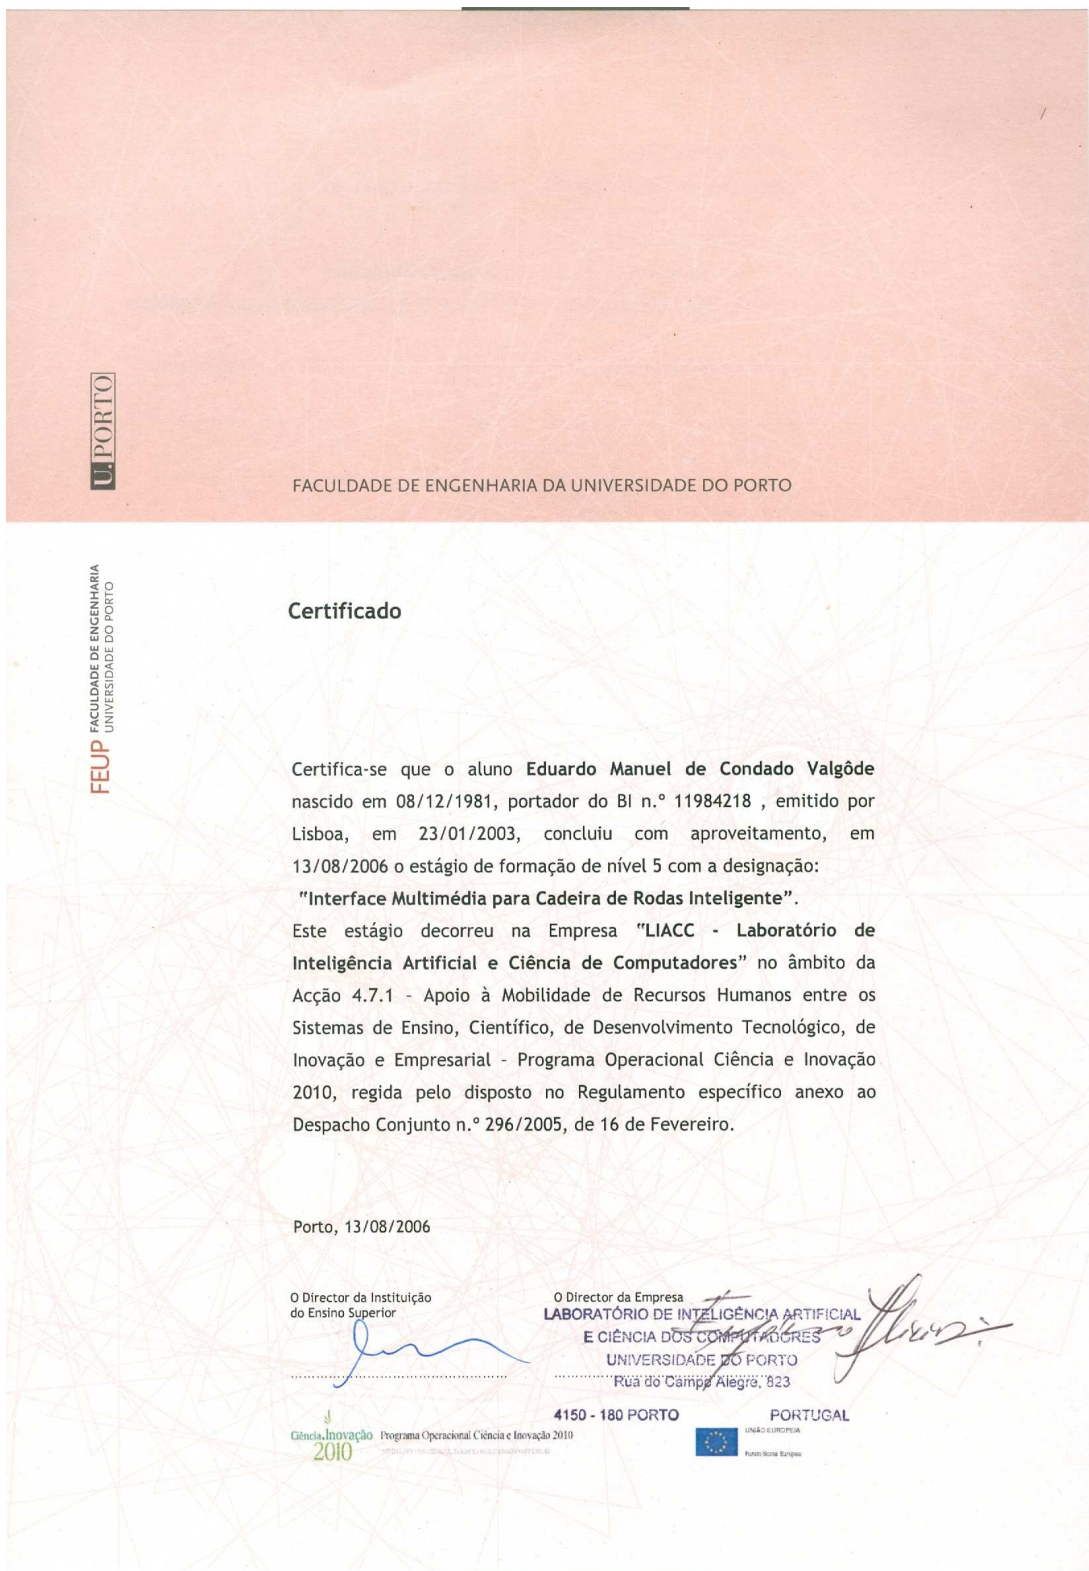 U.PORTO
FACULDADE DE ENGENHARIA DA UNIVERSIDADE DO PORTO
FEUP FACULDADE DE ENGENHARIA
UNIVERSIDADE DO PORTO
Certificado
Certifica-se que o aluno Eduardo Manuel de Condado Valgôde
nascido em 08/12/1981, portador do BI n.º 11984218 , emitido por
Lisboa, em 23/01/2003, concluiu com aproveitamento, em
13/08/2006 o estágio de formação de nível 5 com a designação:
"Interface Multimédia para Cadeira de Rodas Inteligente".
Este estágio decorreu na Empresa "LIACC - Laboratório de
Inteligência Artificial e Ciência de Computadores" no âmbito da
Acção 4.7.1 - Apoio à Mobilidade de Recursos Humanos entre os
Sistemas de Ensino, Científico, de Desenvolvimento Tecnológico, de
Inovação e Empresarial - Programa Operacional Ciência e Inovação
2010, regida pelo disposto no Regulamento específico anexo ao
Despacho Conjunto n.º 296/2005, de 16 de Fevereiro.
Porto, 13/08/2006
O Director da Instituição
do Ensino Superior
O Director da Empresa
LABORATÓRIO DE INTELIGÊNCIA ARTIFICIAL
E CIÊNCIA DOS COMPUTADORES
UNIVERSIDADE DO PORTO
Rua do Campo Alegre, 823
4150 - 180 PORTO PORTUGAL
Ciência.Inovação
2010
Programa Operacional Ciência e Inovação 2010
UNIÃO EUROPEIA
Fundo Social Europeu